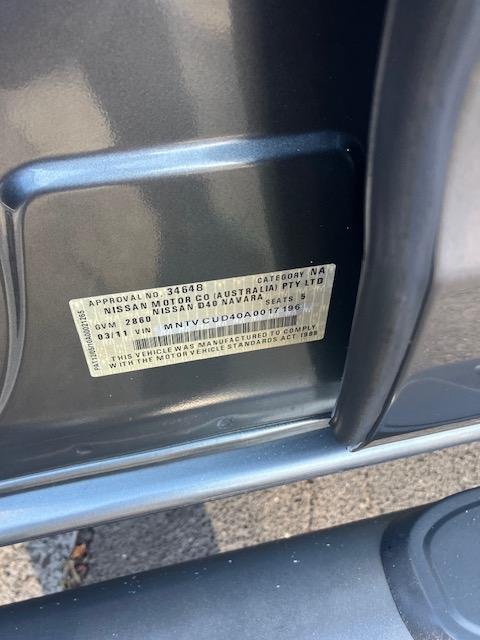 APPROVAL NO. 34648 CATEGORY NA
NISSAN MOTOR CO (AUSTRALIA) PTY LTD
NISSAN D40 NAVARA
GVM 2860 SEATS 5
03/11 VIN MNTVCUD40A0017196
THIS VEHICLE WAS MANUFACTURED TO COMPLY
WITH THE MOTOR VEHICLE STANDARDS ACT 1989